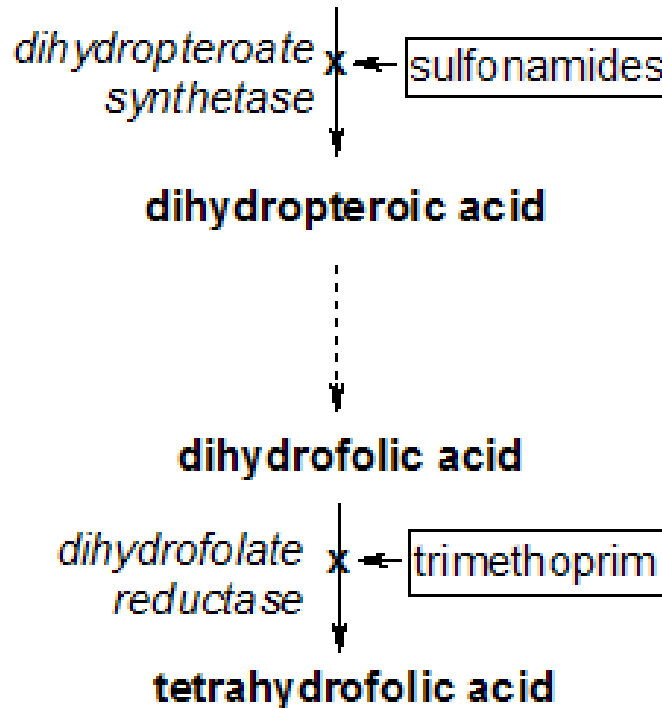 dihydropteroate
synthetase
x
sulfonamides
dihydropteroic acid
dihydrofolic acid
dihydrofolate
reductase
x
trimethoprim
tetrahydrofolic acid